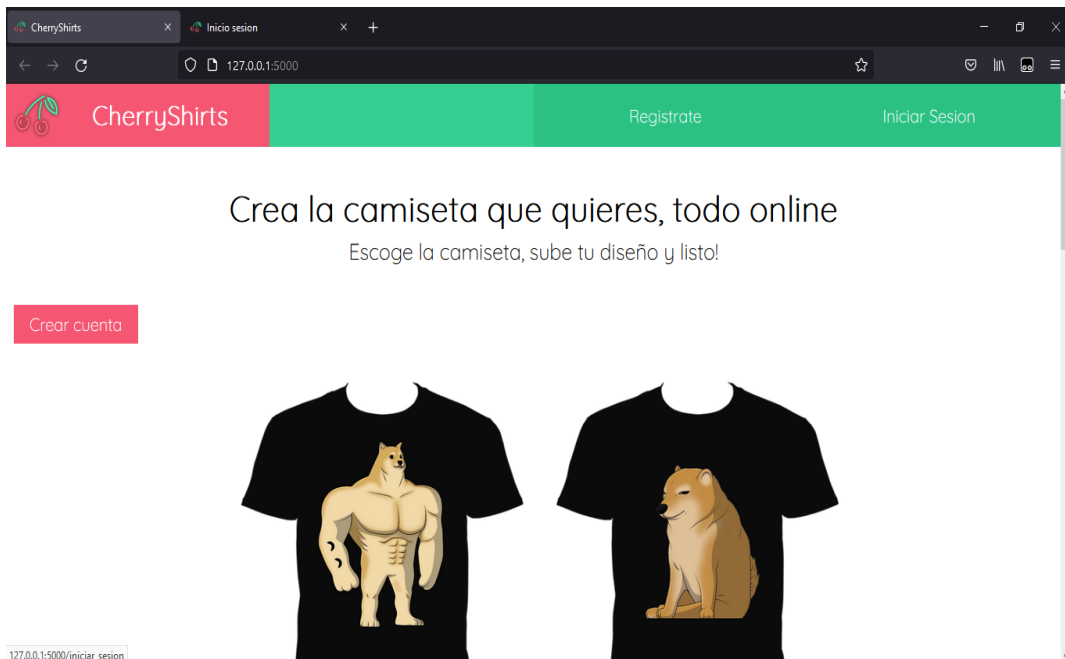 CherryShirts
Inicio sesion
127.0.0.1:5000
CherryShirts
Registrate
Iniciar Sesion
Crea la camiseta que quieres, todo online
Escoge la camiseta, sube tu diseño y listo!
Crear cuenta
127.0.0.1:5000/iniciar_sesion